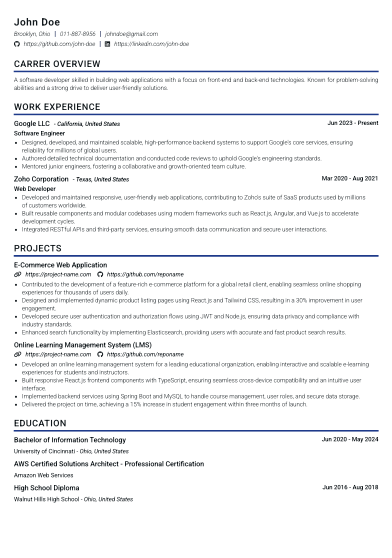 John Doe
Brooklyn, Ohio | 011-887-8956 | johndoe@gmail.com
https://github.com/john-doe | https://linkedin.com/john-doe
CARRER OVERVIEW
A software developer skilled in building web applications with a focus on front-end and back-end technologies. Known for problem-solving
abilities and a strong drive to deliver user-friendly solutions.
WORK EXPERIENCE
Google LLC - California, United States Jun 2023 - Present
Software Engineer
• Designed, developed, and maintained scalable, high-performance backend systems to support Google's core services, ensuring
reliability for millions of global users.
• Authored detailed technical documentation and conducted code reviews to uphold Google's engineering standards.
• Mentored junior engineers, fostering a collaborative and growth-oriented team culture.
Zoho Corporation - Texas, United States Mar 2020 - Aug 2021
Web Developer
• Developed and maintained responsive, user-friendly web applications, contributing to Zoho's suite of SaaS products used by millions
of customers worldwide.
• Built reusable components and modular codebases using modern frameworks such as React.js, Angular, and Vue.js to accelerate
development cycles.
• Integrated RESTful APIs and third-party services, ensuring smooth data communication and secure user interactions.
PROJECTS
E-Commerce Web Application
https://project-name.com https://github.com/reponame
• Contributed to the development of a feature-rich e-commerce platform for a global retail client, enabling seamless online shopping
experiences for thousands of users daily.
• Designed and implemented dynamic product listing pages using React.js and Tailwind CSS, resulting in a 30% improvement in user
engagement.
• Developed secure user authentication and authorization flows using JWT and Node.js, ensuring data privacy and compliance with
industry standards.
• Enhanced search functionality by implementing Elasticsearch, providing users with accurate and fast product search results.
Online Learning Management System (LMS)
https://project-name.com https://github.com/reponame
• Developed an online learning management system for a leading educational organization, enabling interactive and scalable e-learning
experiences for students and instructors.
• Built responsive React.js frontend components with TypeScript, ensuring seamless cross-device compatibility and an intuitive user
interface.
• Implemented backend services using Spring Boot and MySQL to handle course management, user roles, and secure data storage.
• Delivered the project on time, achieving a 15% increase in student engagement within three months of launch.
EDUCATION
Bachelor of Information Technology Jun 2020 - May 2024
University of Cincinnati - Ohio, United States
AWS Certified Solutions Architect - Professional Certification
Amazon Web Services
High School Diploma Jun 2016 - Aug 2018
Walnut Hills High School - Ohio, United States